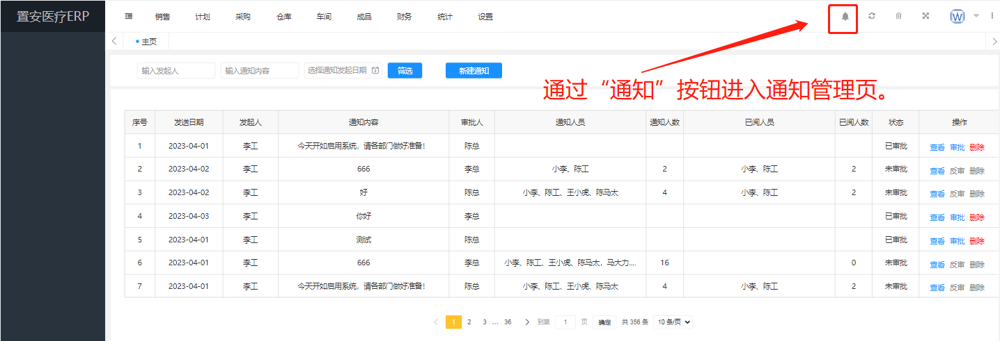 置安医疗ERP
销售 计划 采购 仓库 车间 成品 财务 统计 设置
主页
输入发起人 输入通知内容 选择通知发起日期 筛选 新建通知
通过“通知”按钮进入通知管理页。
序号 发送日期 发起人 通知内容 审批人 通知人员 通知人数 已阅人员 已阅人数 状态 操作
1 2023-04-01 李工 今天开如启用系统，请各部门做好准备！ 陈总 已审批 查看 审批 删除
2 2023-04-02 李工 666 李总 小李、陈工 2 小李、陈工 2 未审批 查看 反审 删除
3 2023-04-02 李工 好 陈总 小李、陈工、王小虎、陈马太 4 小李、陈工 2 未审批 查看 反审 删除
4 2023-04-03 李工 你好 李总 已审批 查看 审批 删除
5 2023-04-01 李工 测试 陈总 已审批 查看 审批 删除
6 2023-04-01 李工 666 李总 小李、陈工、王小虎、陈马太，马大力.... 16 0 未审批 查看 反审 删除
7 2023-04-01 李工 今天开如启用系统，请各部门做好准备！ 陈总 小李、陈工、王小虎、陈马太 4 小李、陈工 2 未审批 查看 反审 删除
1 2 3 ... 36 到第 1 页 确定 共 356 条 10 条/页